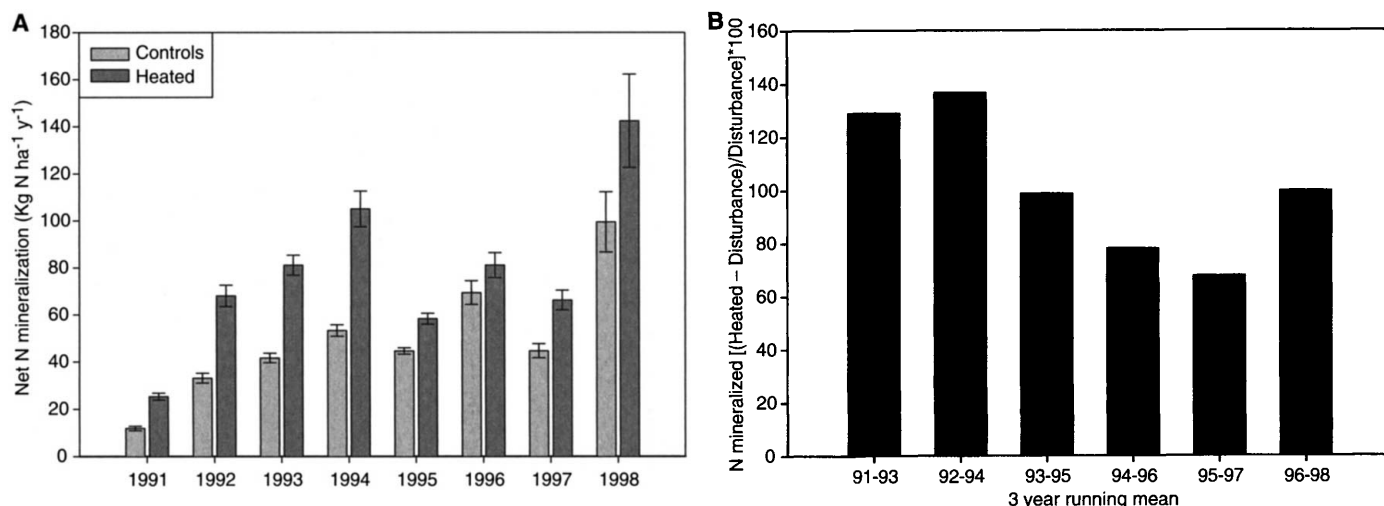 A
Net N mineralization (Kg N ha⁻¹ y⁻¹)
180
160
140
120
100
80
60
40
20
0
Controls
Heated
1991 1992 1993 1994 1995 1996 1997 1998
B
N mineralized [(Heated – Disturbance)/Disturbance]*100
160
140
120
100
80
60
40
20
0
91-93 92-94 93-95 94-96 95-97 96-98
3 year running mean